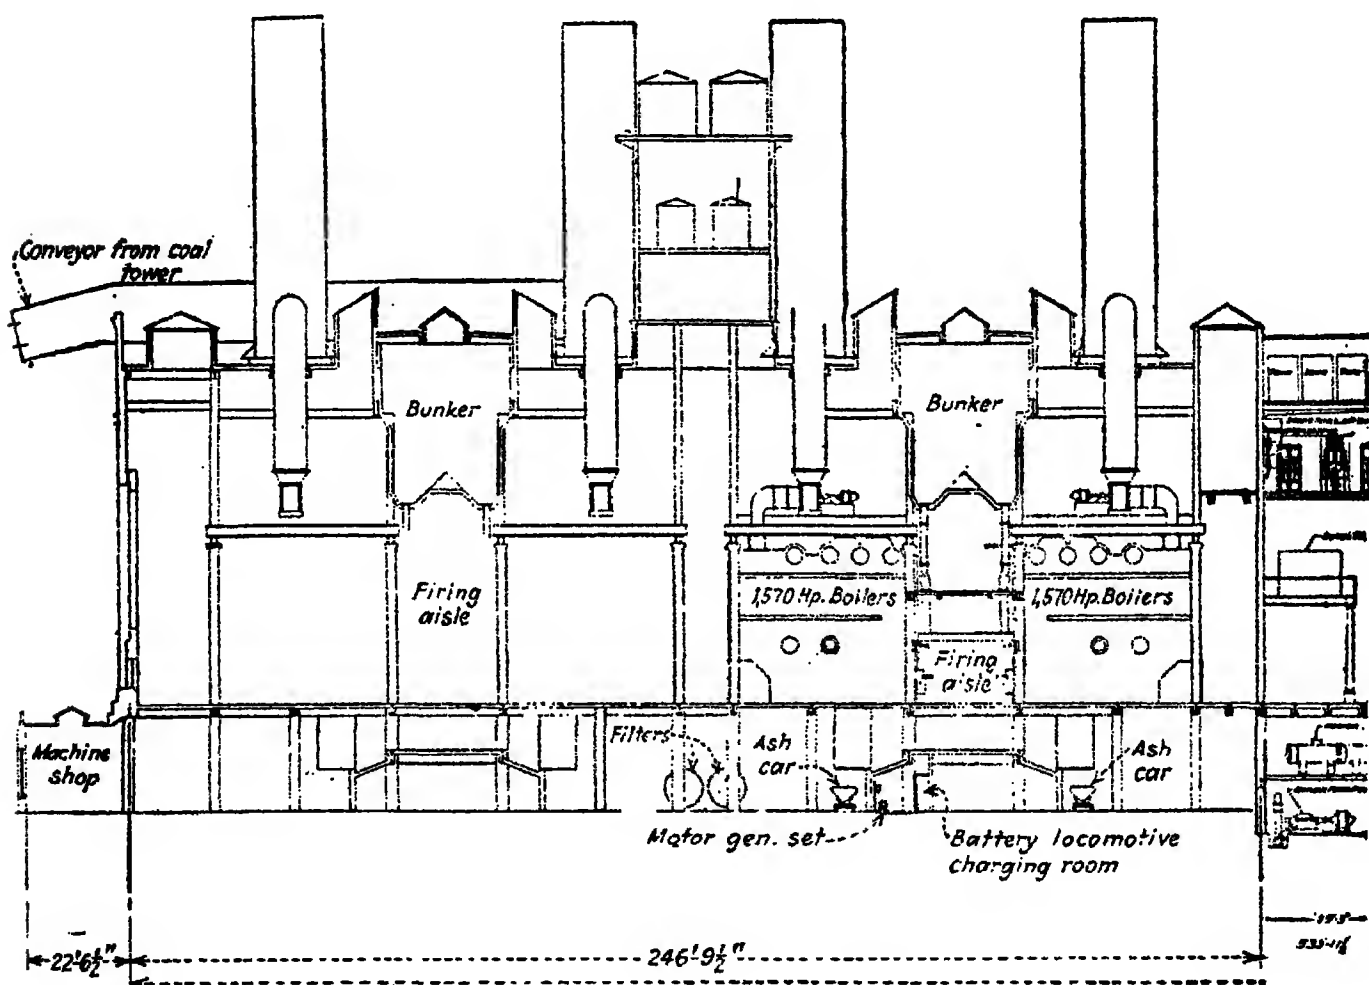 Conveyor from coal
tower
Bunker
Bunker
Firing
aisle
1,570 Hp. Boilers
1,570 Hp. Boilers
Firing
aisle
Machine
shop
Filters
Ash
car
Ash
car
Motor gen. set
Battery locomotive
charging room
22'6½"
246'9½"